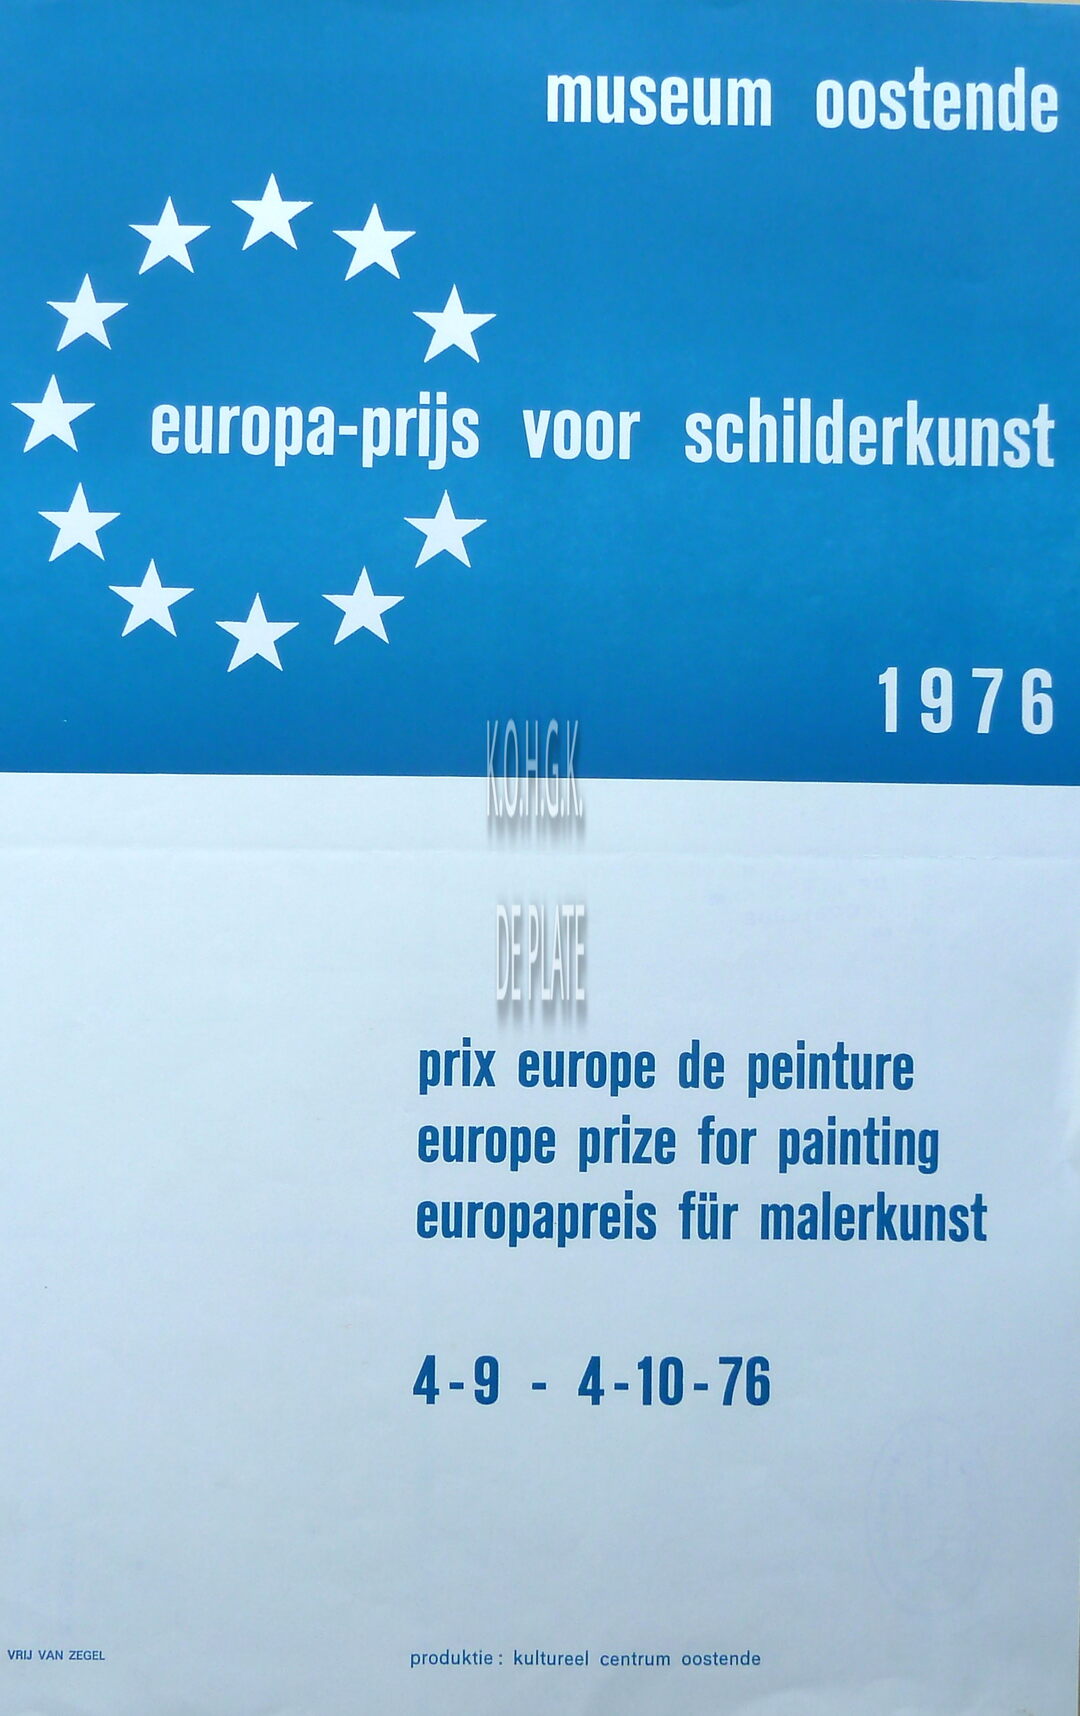 museum oostende
europa-prijs voor schilderkunst
1976
K.O.H.G.K.
DE PLATE
prix europe de peinture
europe prize for painting
europapreis für malerkunst
4-9 - 4-10-76
VRIJ VAN ZEGEL
produktie: kultureel centrum oostende